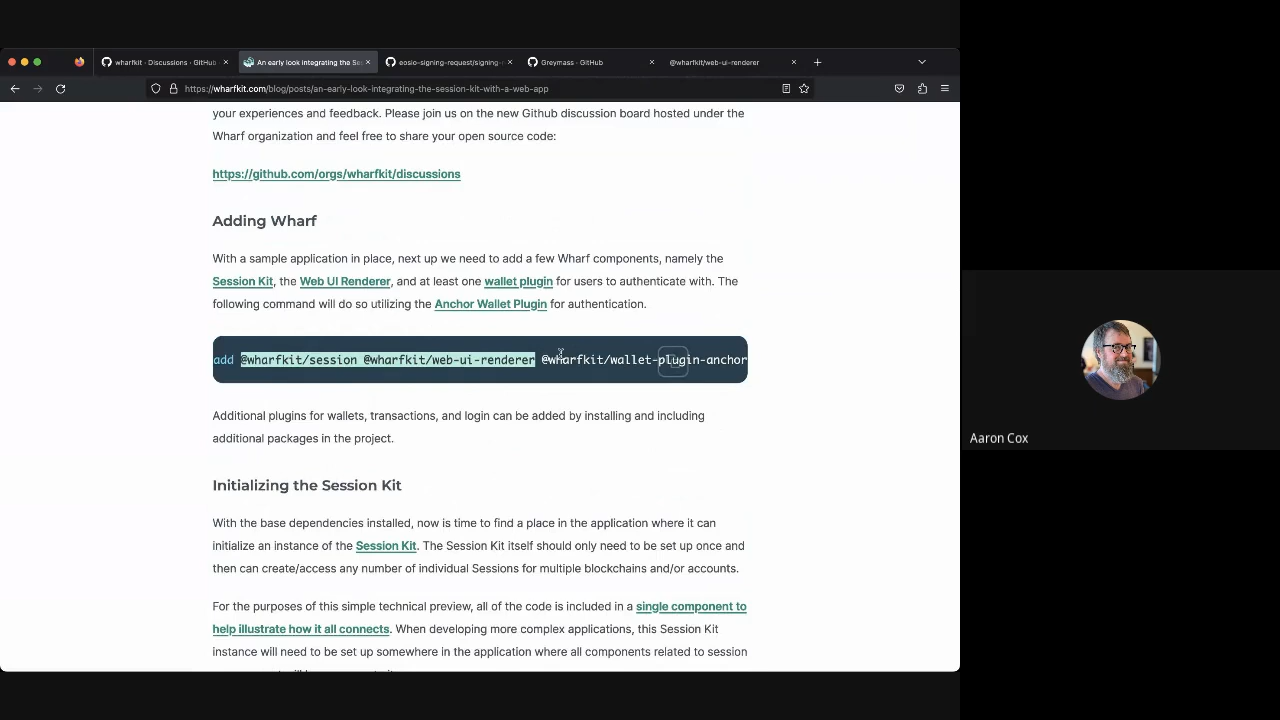 wharfkit · Discussions · GitHub
An early look integrating the Ses
eosio-signing-request/signing-r
Greymass · GitHub
@wharfkit/web-ui-renderer
https://wharfkit.com/blog/posts/an-early-look-integrating-the-session-kit-with-a-web-app
your experiences and feedback. Please join us on the new Github discussion board hosted under the
Wharf organization and feel free to share your open source code:
https://github.com/orgs/wharfkit/discussions
Adding Wharf
With a sample application in place, next up we need to add a few Wharf components, namely the
Session Kit, the Web UI Renderer, and at least one wallet plugin for users to authenticate with. The
following command will do so utilizing the Anchor Wallet Plugin for authentication.
add @wharfkit/session @wharfkit/web-ui-renderer @wharfkit/wallet-plugin-anchor
Additional plugins for wallets, transactions, and login can be added by installing and including
additional packages in the project.
Initializing the Session Kit
With the base dependencies installed, now is time to find a place in the application where it can
initialize an instance of the Session Kit. The Session Kit itself should only need to be set up once and
then can create/access any number of individual Sessions for multiple blockchains and/or accounts.
For the purposes of this simple technical preview, all of the code is included in a single component to
help illustrate how it all connects. When developing more complex applications, this Session Kit
instance will need to be set up somewhere in the application where all components related to session
Aaron Cox